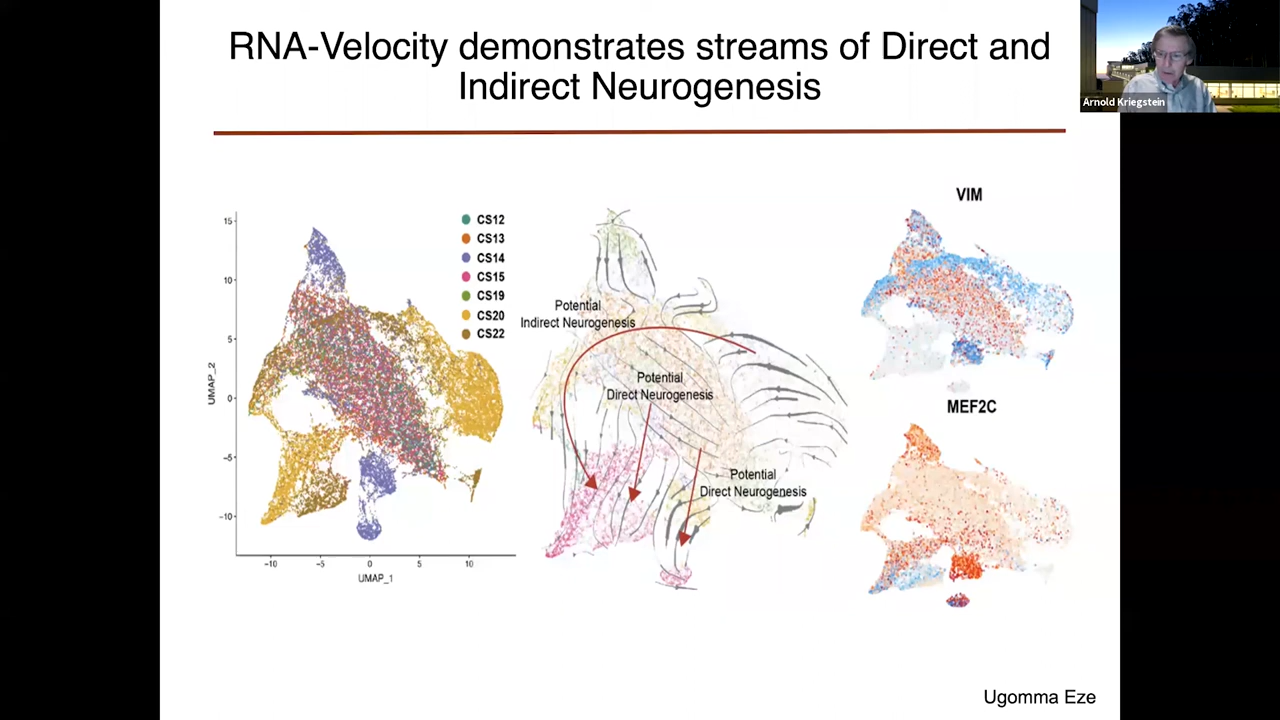 RNA-Velocity demonstrates streams of Direct and
Indirect Neurogenesis
Arnold Kriegstein
CS12
CS13
CS14
CS15
CS19
CS20
CS22
15
10
5
0
−5
−10
UMAP_2
−10
−5
0
5
10
UMAP_1
Potential
Indirect Neurogenesis
Potential
Direct Neurogenesis
Potential
Direct Neurogenesis
VIM
MEF2C
Ugomma Eze